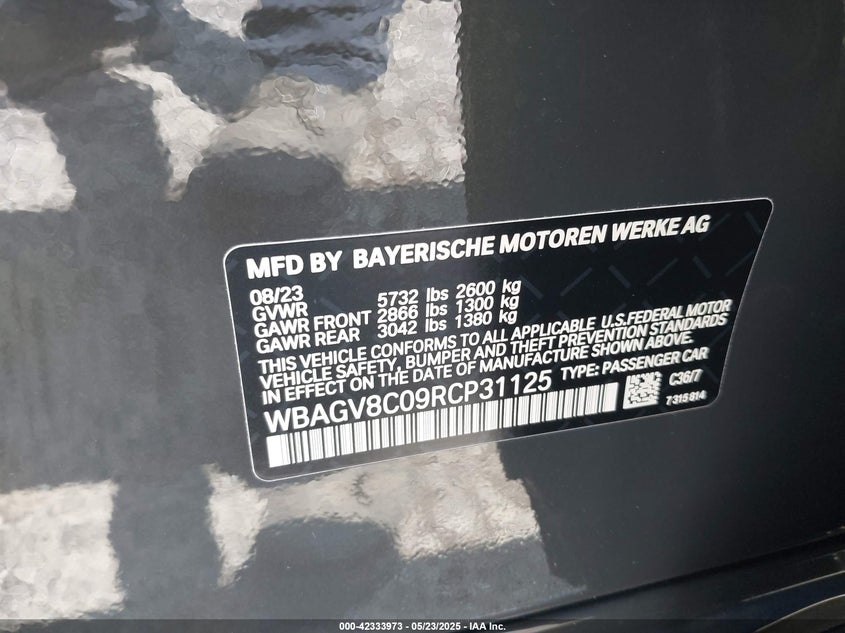 MFD BY BAYERISCHE MOTOREN WERKE AG
08/23
GVWR 5732 lbs 2600 kg
GAWR FRONT 2866 lbs 1300 kg
GAWR REAR 3042 lbs 1380 kg
THIS VEHICLE CONFORMS TO ALL APPLICABLE U.S.FEDERAL MOTOR
VEHICLE SAFETY, BUMPER AND THEFT PREVENTION STANDARDS
IN EFFECT ON THE DATE OF MANUFACTURE SHOWN ABOVE.
WBAGV8C09RCP31125 TYPE: PASSENGER CAR
C36/7
7315814
000-42333973 - 05/23/2025 - IAA Inc.